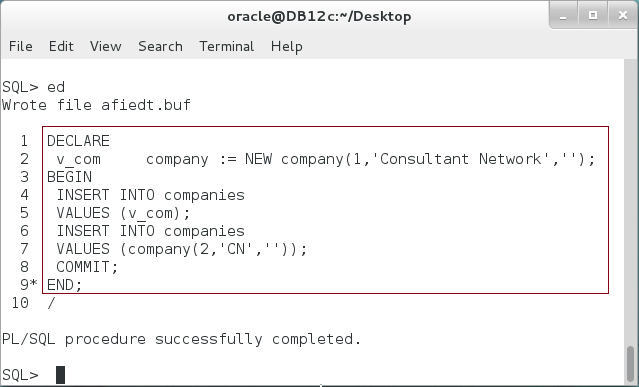 oracle@DB12c:~/Desktop
File Edit View Search Terminal Help
SQL> ed
Wrote file afiedt.buf
1 DECLARE
2 v_com company := NEW company(1,'Consultant Network','');
3 BEGIN
4 INSERT INTO companies
5 VALUES (v_com);
6 INSERT INTO companies
7 VALUES (company(2,'CN',''));
8 COMMIT;
9* END;
10 /
PL/SQL procedure successfully completed.
SQL>